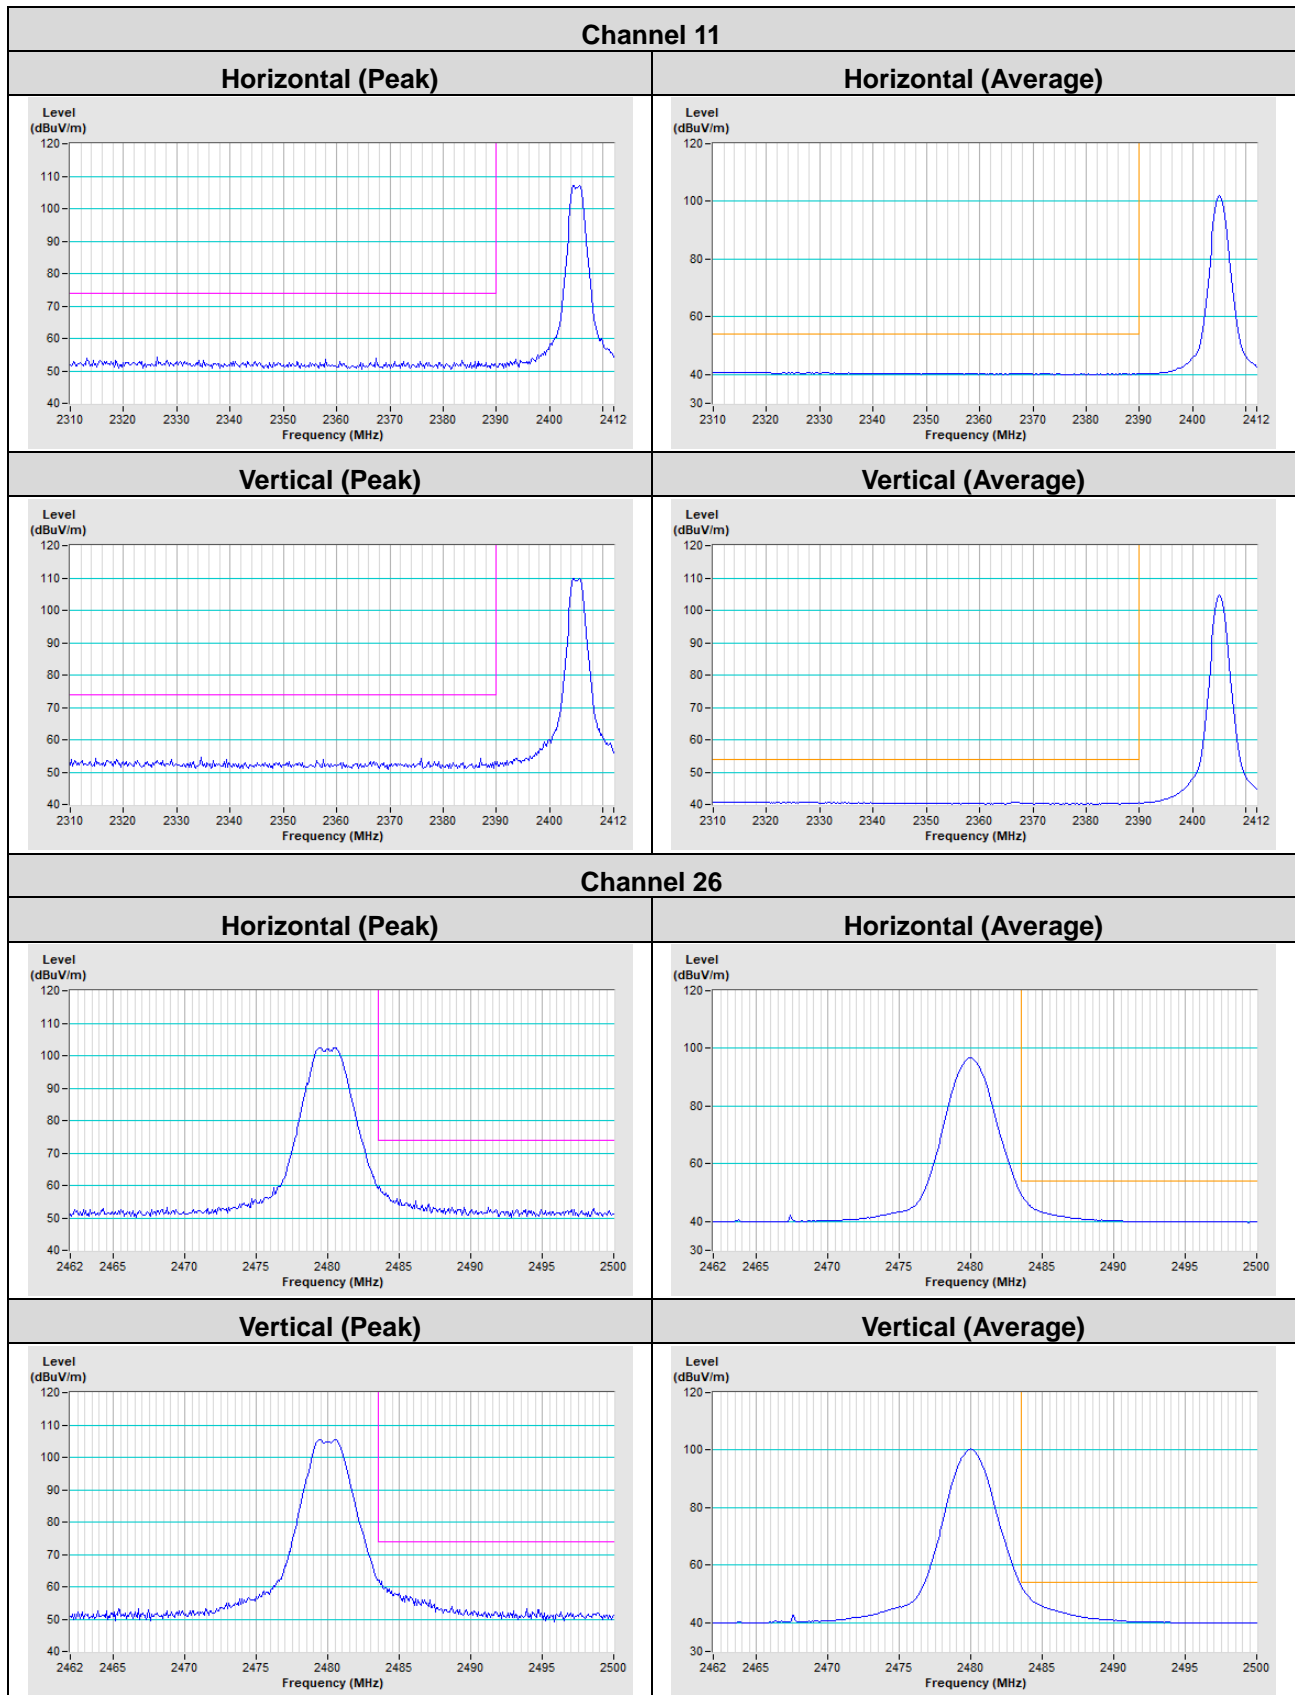 Channel 11
Horizontal (Peak)
Horizontal (Average)
Level
(dBuV/m)
120
110
100
90
80
70
60
50
40
2310 2320 2330 2340 2350 2360 2370 2380 2390 2400 2412
Frequency (MHz)
Level
(dBuV/m)
120
100
80
60
40
30
2310 2320 2330 2340 2350 2360 2370 2380 2390 2400 2412
Frequency (MHz)
Vertical (Peak)
Vertical (Average)
Level
(dBuV/m)
120
110
100
90
80
70
60
50
40
2310 2320 2330 2340 2350 2360 2370 2380 2390 2400 2412
Frequency (MHz)
Level
(dBuV/m)
120
110
100
90
80
70
60
50
40
2310 2320 2330 2340 2350 2360 2370 2380 2390 2400 2412
Frequency (MHz)
Channel 26
Horizontal (Peak)
Horizontal (Average)
Level
(dBuV/m)
120
110
100
90
80
70
60
50
40
2462 2465 2470 2475 2480 2485 2490 2495 2500
Frequency (MHz)
Level
(dBuV/m)
120
100
80
60
40
30
2462 2465 2470 2475 2480 2485 2490 2495 2500
Frequency (MHz)
Vertical (Peak)
Vertical (Average)
Level
(dBuV/m)
120
110
100
90
80
70
60
50
40
2462 2465 2470 2475 2480 2485 2490 2495 2500
Frequency (MHz)
Level
(dBuV/m)
120
100
80
60
40
30
2462 2465 2470 2475 2480 2485 2490 2495 2500
Frequency (MHz)